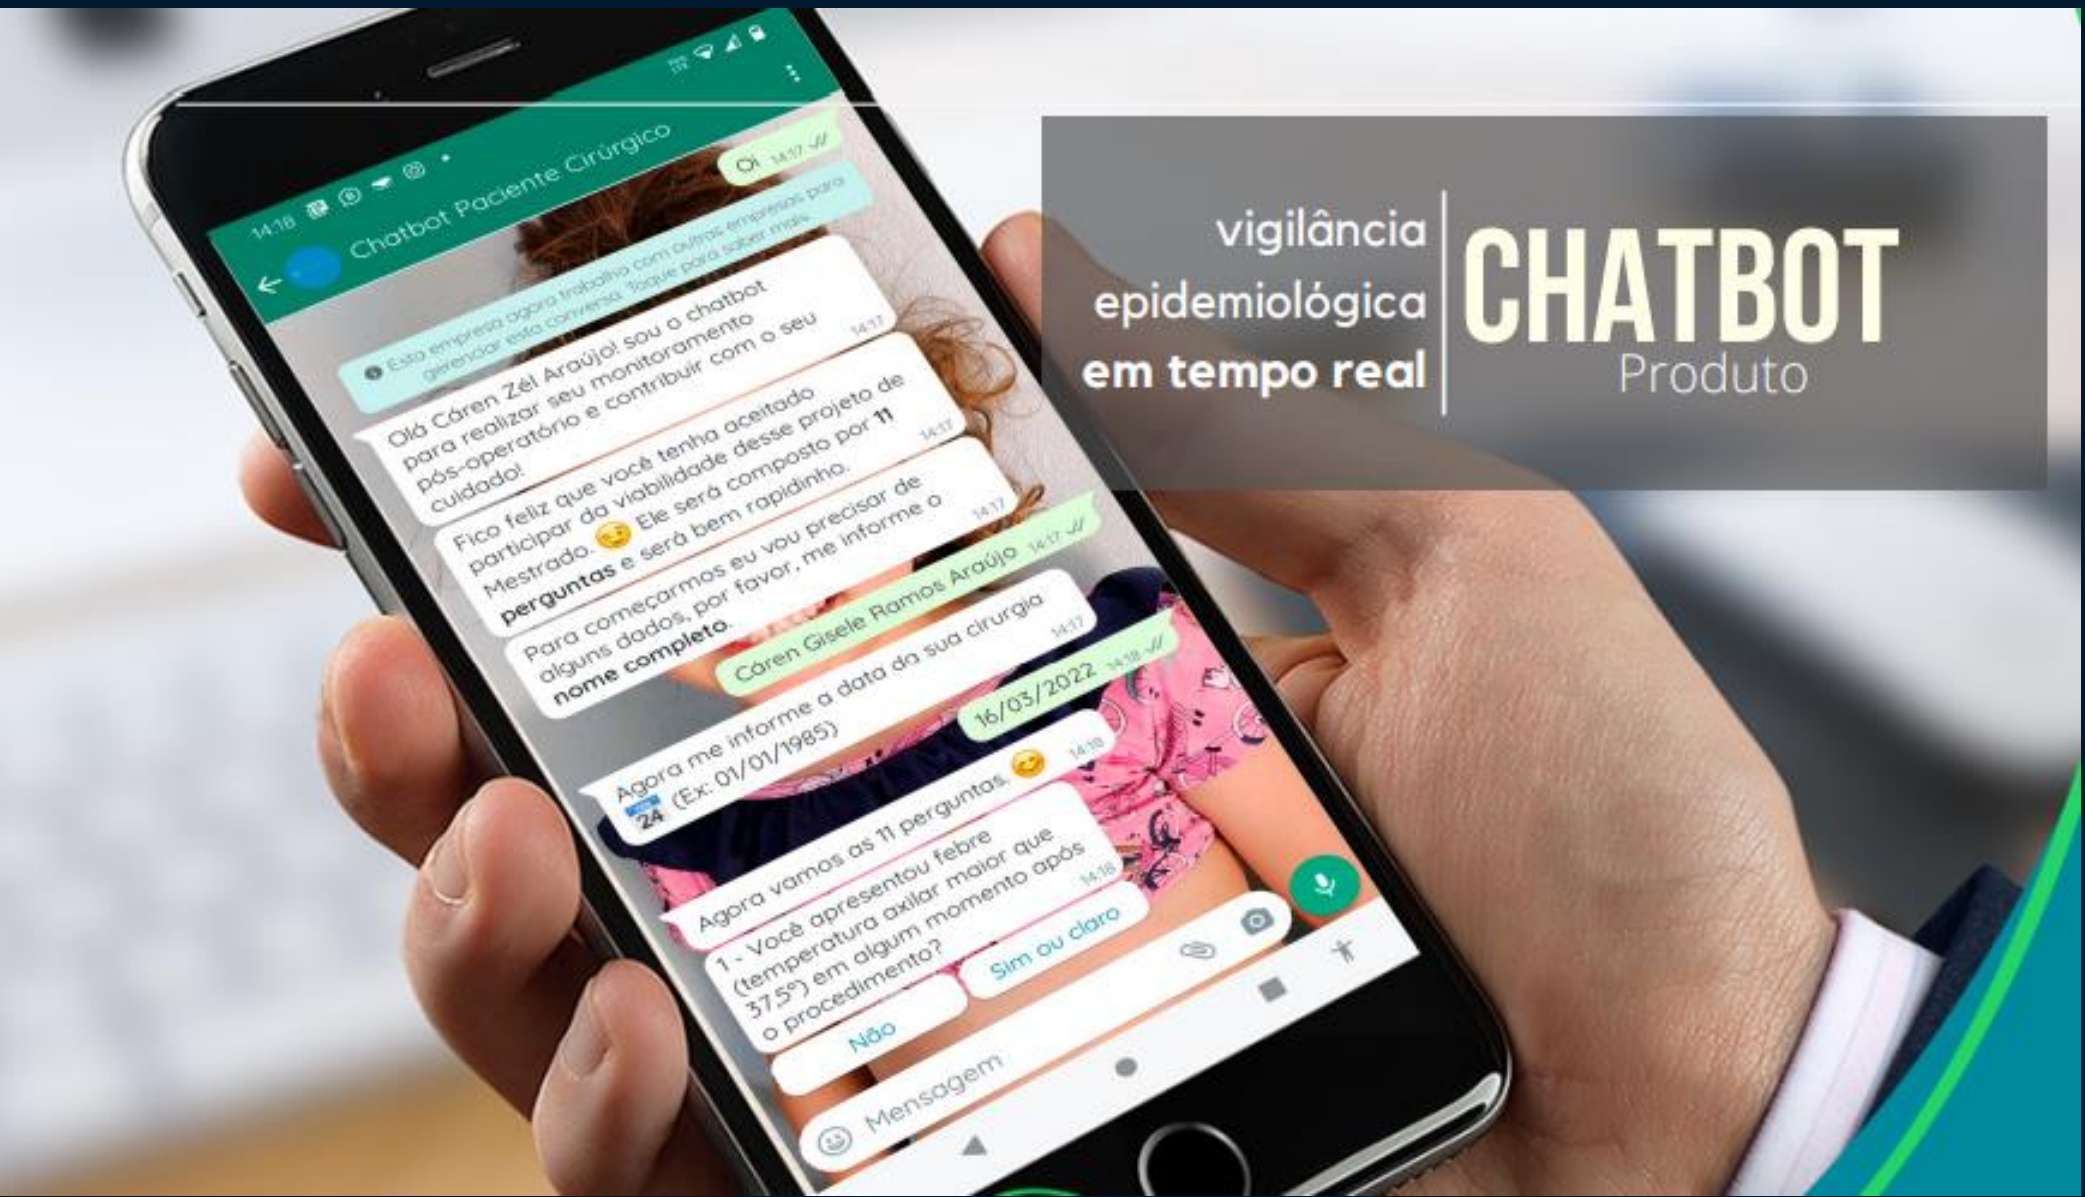 14:18
Chatbot Paciente Cirúrgico
Oi 14:17
Esta empresa agora trabalha com outras empresas para
gerenciar esta conversa. Toque para saber mais.
Olá Cáren Zél Araújo! sou o chatbot
para realizar seu monitoramento
pós-operatório e contribuir com o seu
cuidado! 14:17
Fico feliz que você tenha aceitado
participar da viabilidade desse projeto de
Mestrado. 😉 Ele será composto por 11
perguntas e será bem rapidinho. 14:17
Para começarmos eu vou precisar de
alguns dados, por favor, me informe o
nome completo. 14:17
Cáren Gisele Ramos Araújo 14:17
Agora me informe a data da sua cirurgia
📅 (Ex: 01/01/1985) 14:17
16/03/2022 14:18
Agora vamos as 11 perguntas. 😊 14:18
1 - Você apresentou febre
(temperatura axilar maior que
37,5º) em algum momento após
o procedimento? 14:18
Não
Sim ou claro
Mensagem
vigilância
epidemiológica
em tempo real
CHATBOT
Produto